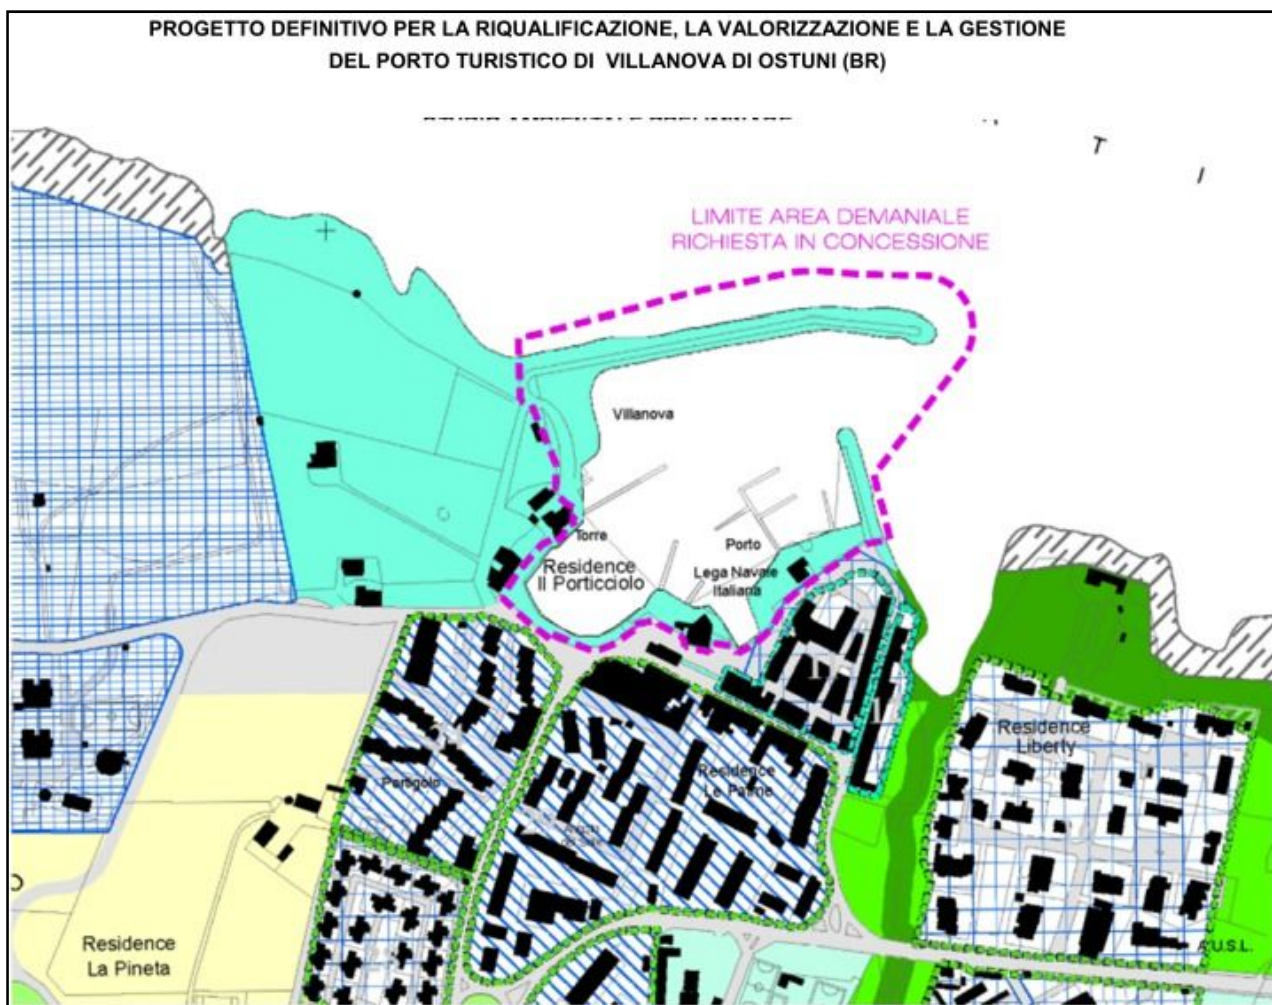 PROGETTO DEFINITIVO PER LA RIQUALIFICAZIONE, LA VALORIZZAZIONE E LA GESTIONE
DEL PORTO TURISTICO DI VILLANOVA DI OSTUNI (BR)
T
I
LIMITE AREA DEMANIALE
RICHIESTA IN CONCESSIONE
Villanova
Torre
Porto
Residence
Il Porticciolo
Lega Navale
Italiana
Residence
Liberty
Residence
Le Palme
Residence
La Pineta
A.U.S.L.